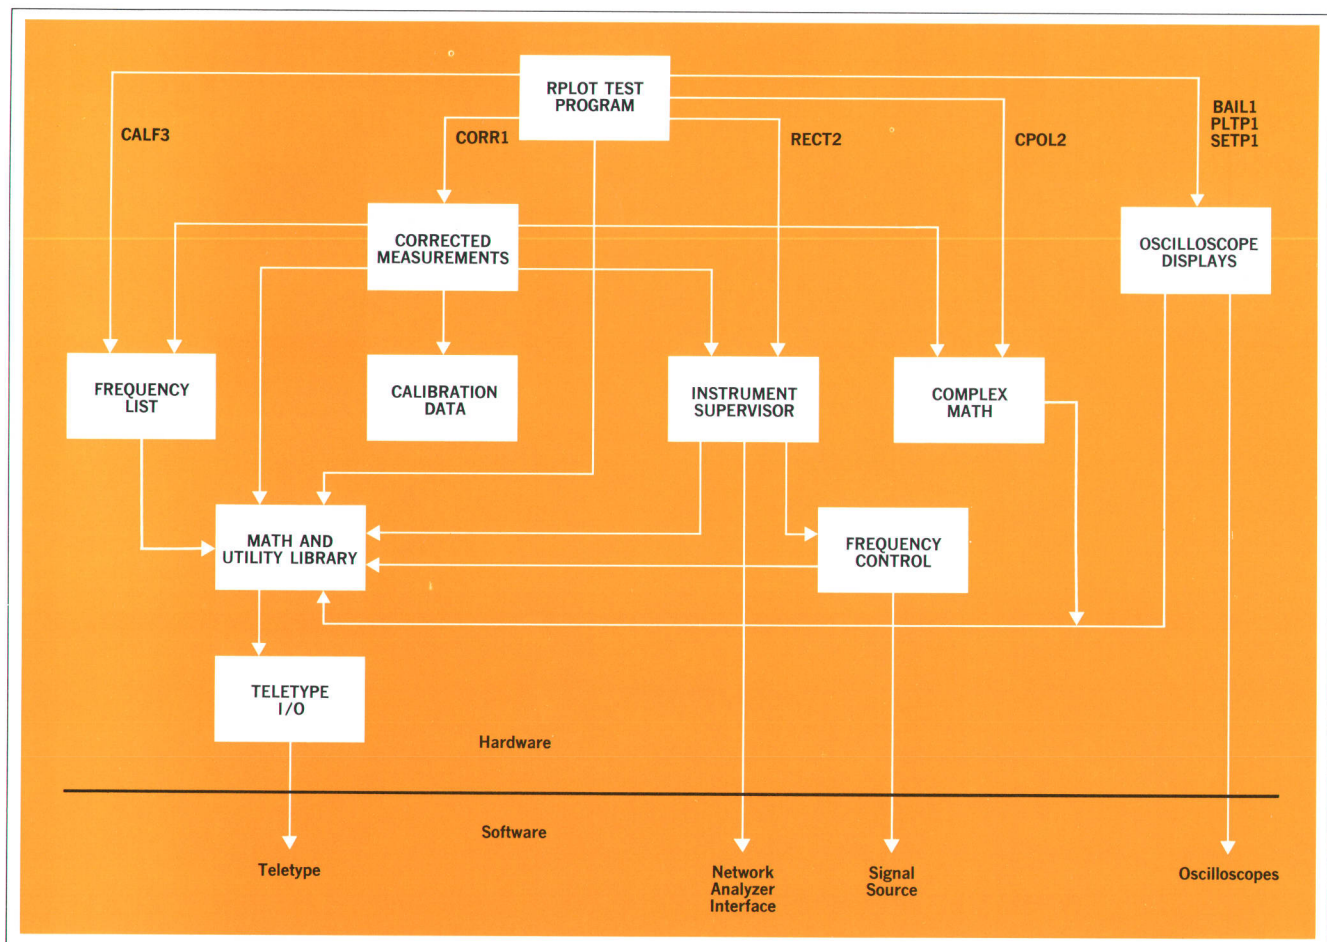 RPLOT TEST
PROGRAM
CALF3
CORR1
RECT2
CPOL2
BAIL1
PLTP1
SETP1
CORRECTED
MEASUREMENTS
OSCILLOSCOPE
DISPLAYS
FREQUENCY
LIST
CALIBRATION
DATA
INSTRUMENT
SUPERVISOR
COMPLEX
MATH
MATH AND
UTILITY LIBRARY
FREQUENCY
CONTROL
TELETYPE
I/O
Hardware
Software
Teletype
Network
Analyzer
Interface
Signal
Source
Oscilloscopes